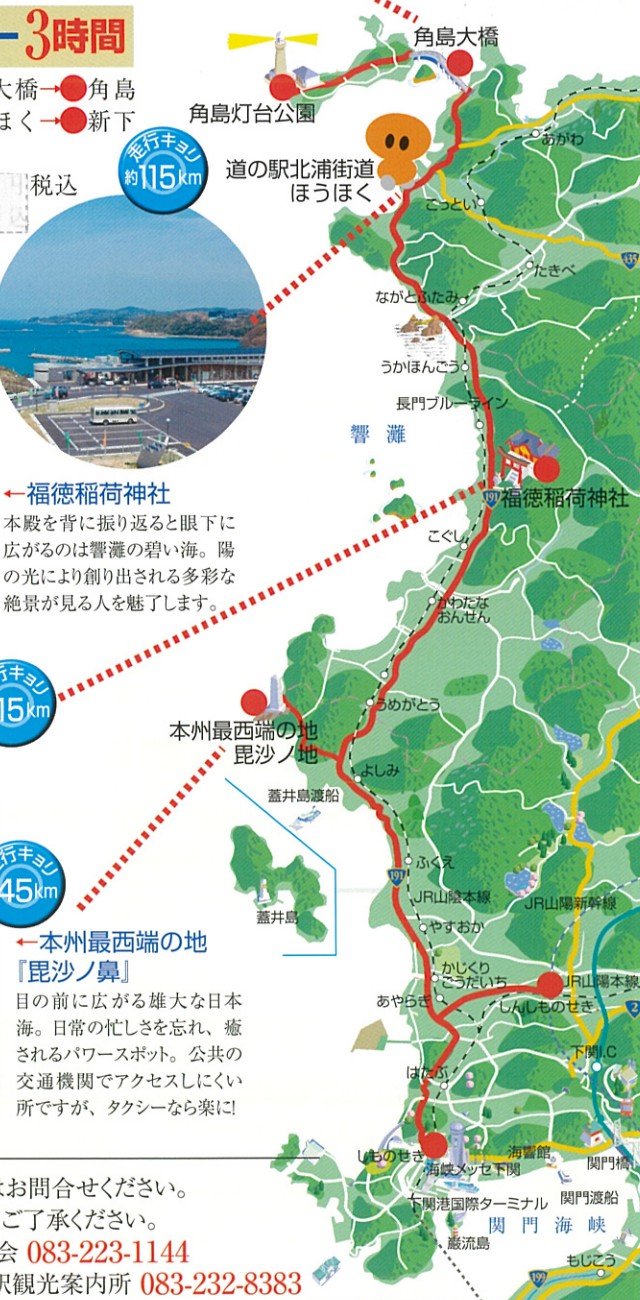 3時間
大橋→●角島
ほく→●新下
税込
走行キョリ
約115km
角島大橋
角島灯台公園
道の駅北浦街道
ほうほく
あがわ
こっとい
435
たきべ
ながとふたみ
うかほんごう
長門ブルーライン
響灘
←福徳稲荷神社
本殿を背に振り返ると眼下に
広がるのは響灘の碧い海。陽
の光により創り出される多彩な
絶景が見る人を魅了します。
191
福徳稲荷神社
こぐし
かわたな
おんせん
行キョリ
15km
うめがとう
本州最西端の地
毘沙ノ地
よしみ
蓋井島渡船
蓋井島
行キョリ
45km
ふくえ
191
JR山陰本線
JR山陽新幹線
やすおか
←本州最西端の地
『毘沙ノ鼻』
目の前に広がる雄大な日本
海。日常の忙しさを忘れ、癒
されるパワースポット。公共の
交通機関でアクセスしにくい
所ですが、タクシーなら楽に!
かじくり
ごうだいち
あやらぎ
JR山陽本線
しんしものせき
2
下関I.C
はたぶ
しものせき
海峡メッセ下関
海響館
関門橋
下関港国際ターミナル
関門渡船
関門海峡
巌流島
もじこう
199
はお問合せください。
ご了承ください。
会 083-223-1144
駅観光案内所 083-232-8383